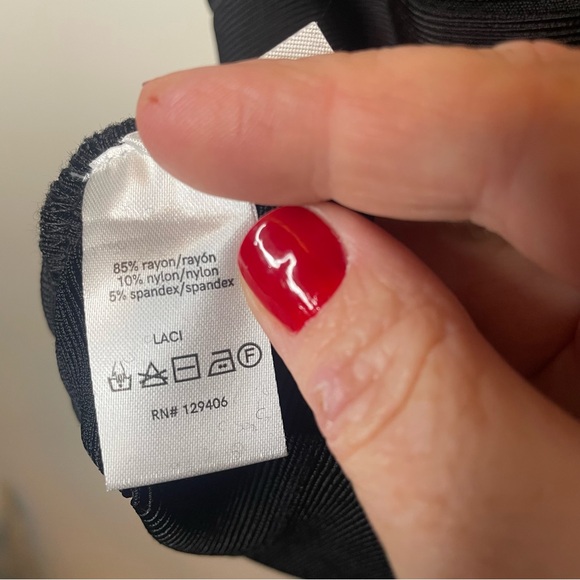 85% rayon/rayón
10% nylon/nylon
5% spandex/spandex
LACI
F
RN# 129406